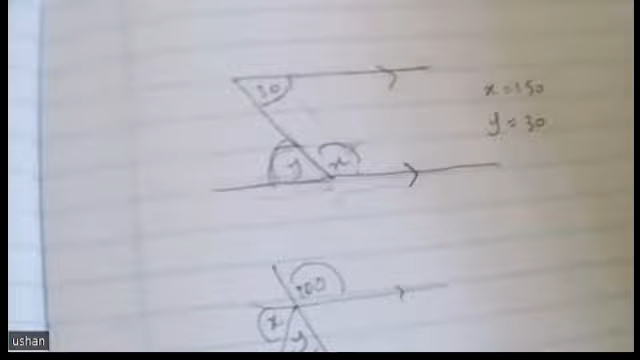 30
x = 150
y = 30
y x
100
x
y
ushan